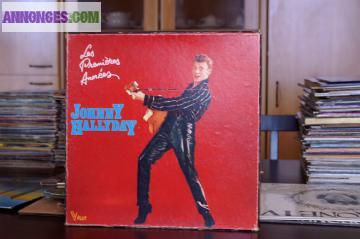 ANNONCES.COM
Les
Premières
Années
JOHNNY
HALLYDAY